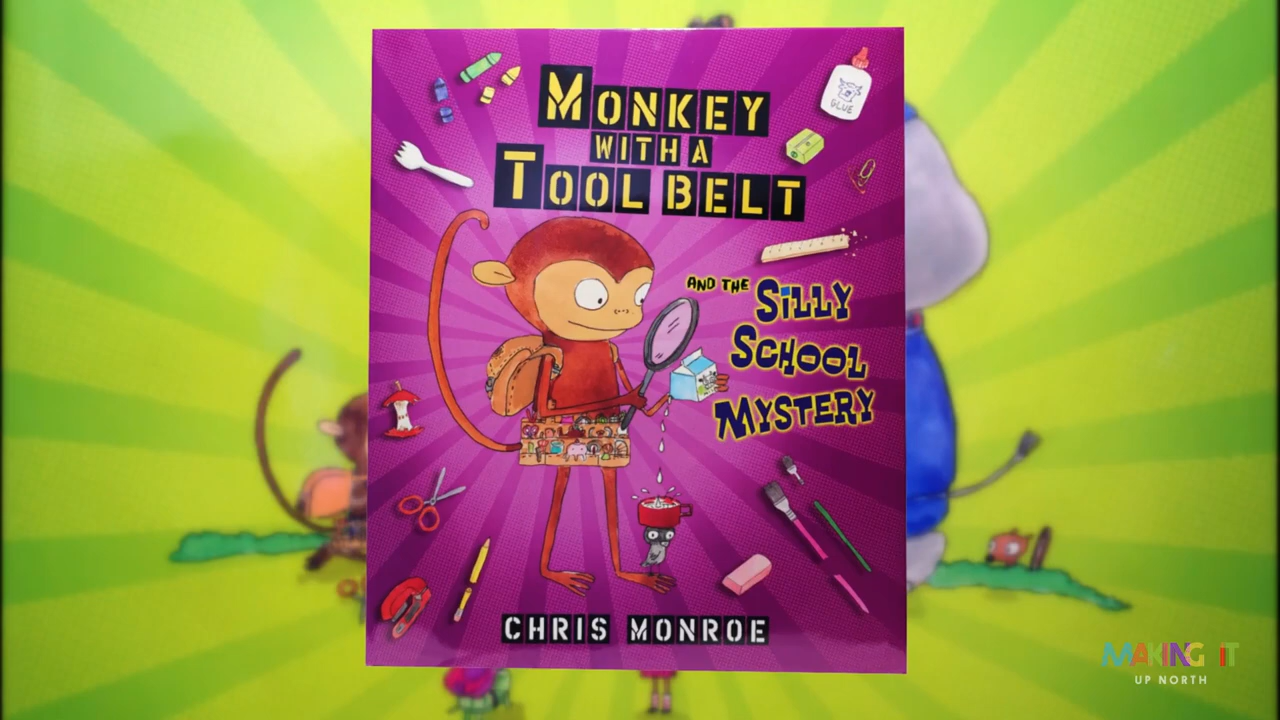 MONKEY
WITH A
TOOL BELT
AND THE SiLLY
SCHOOL
MYSTERY
GLUE
CHRIS MONROE
MAKING IT
UP NORTH